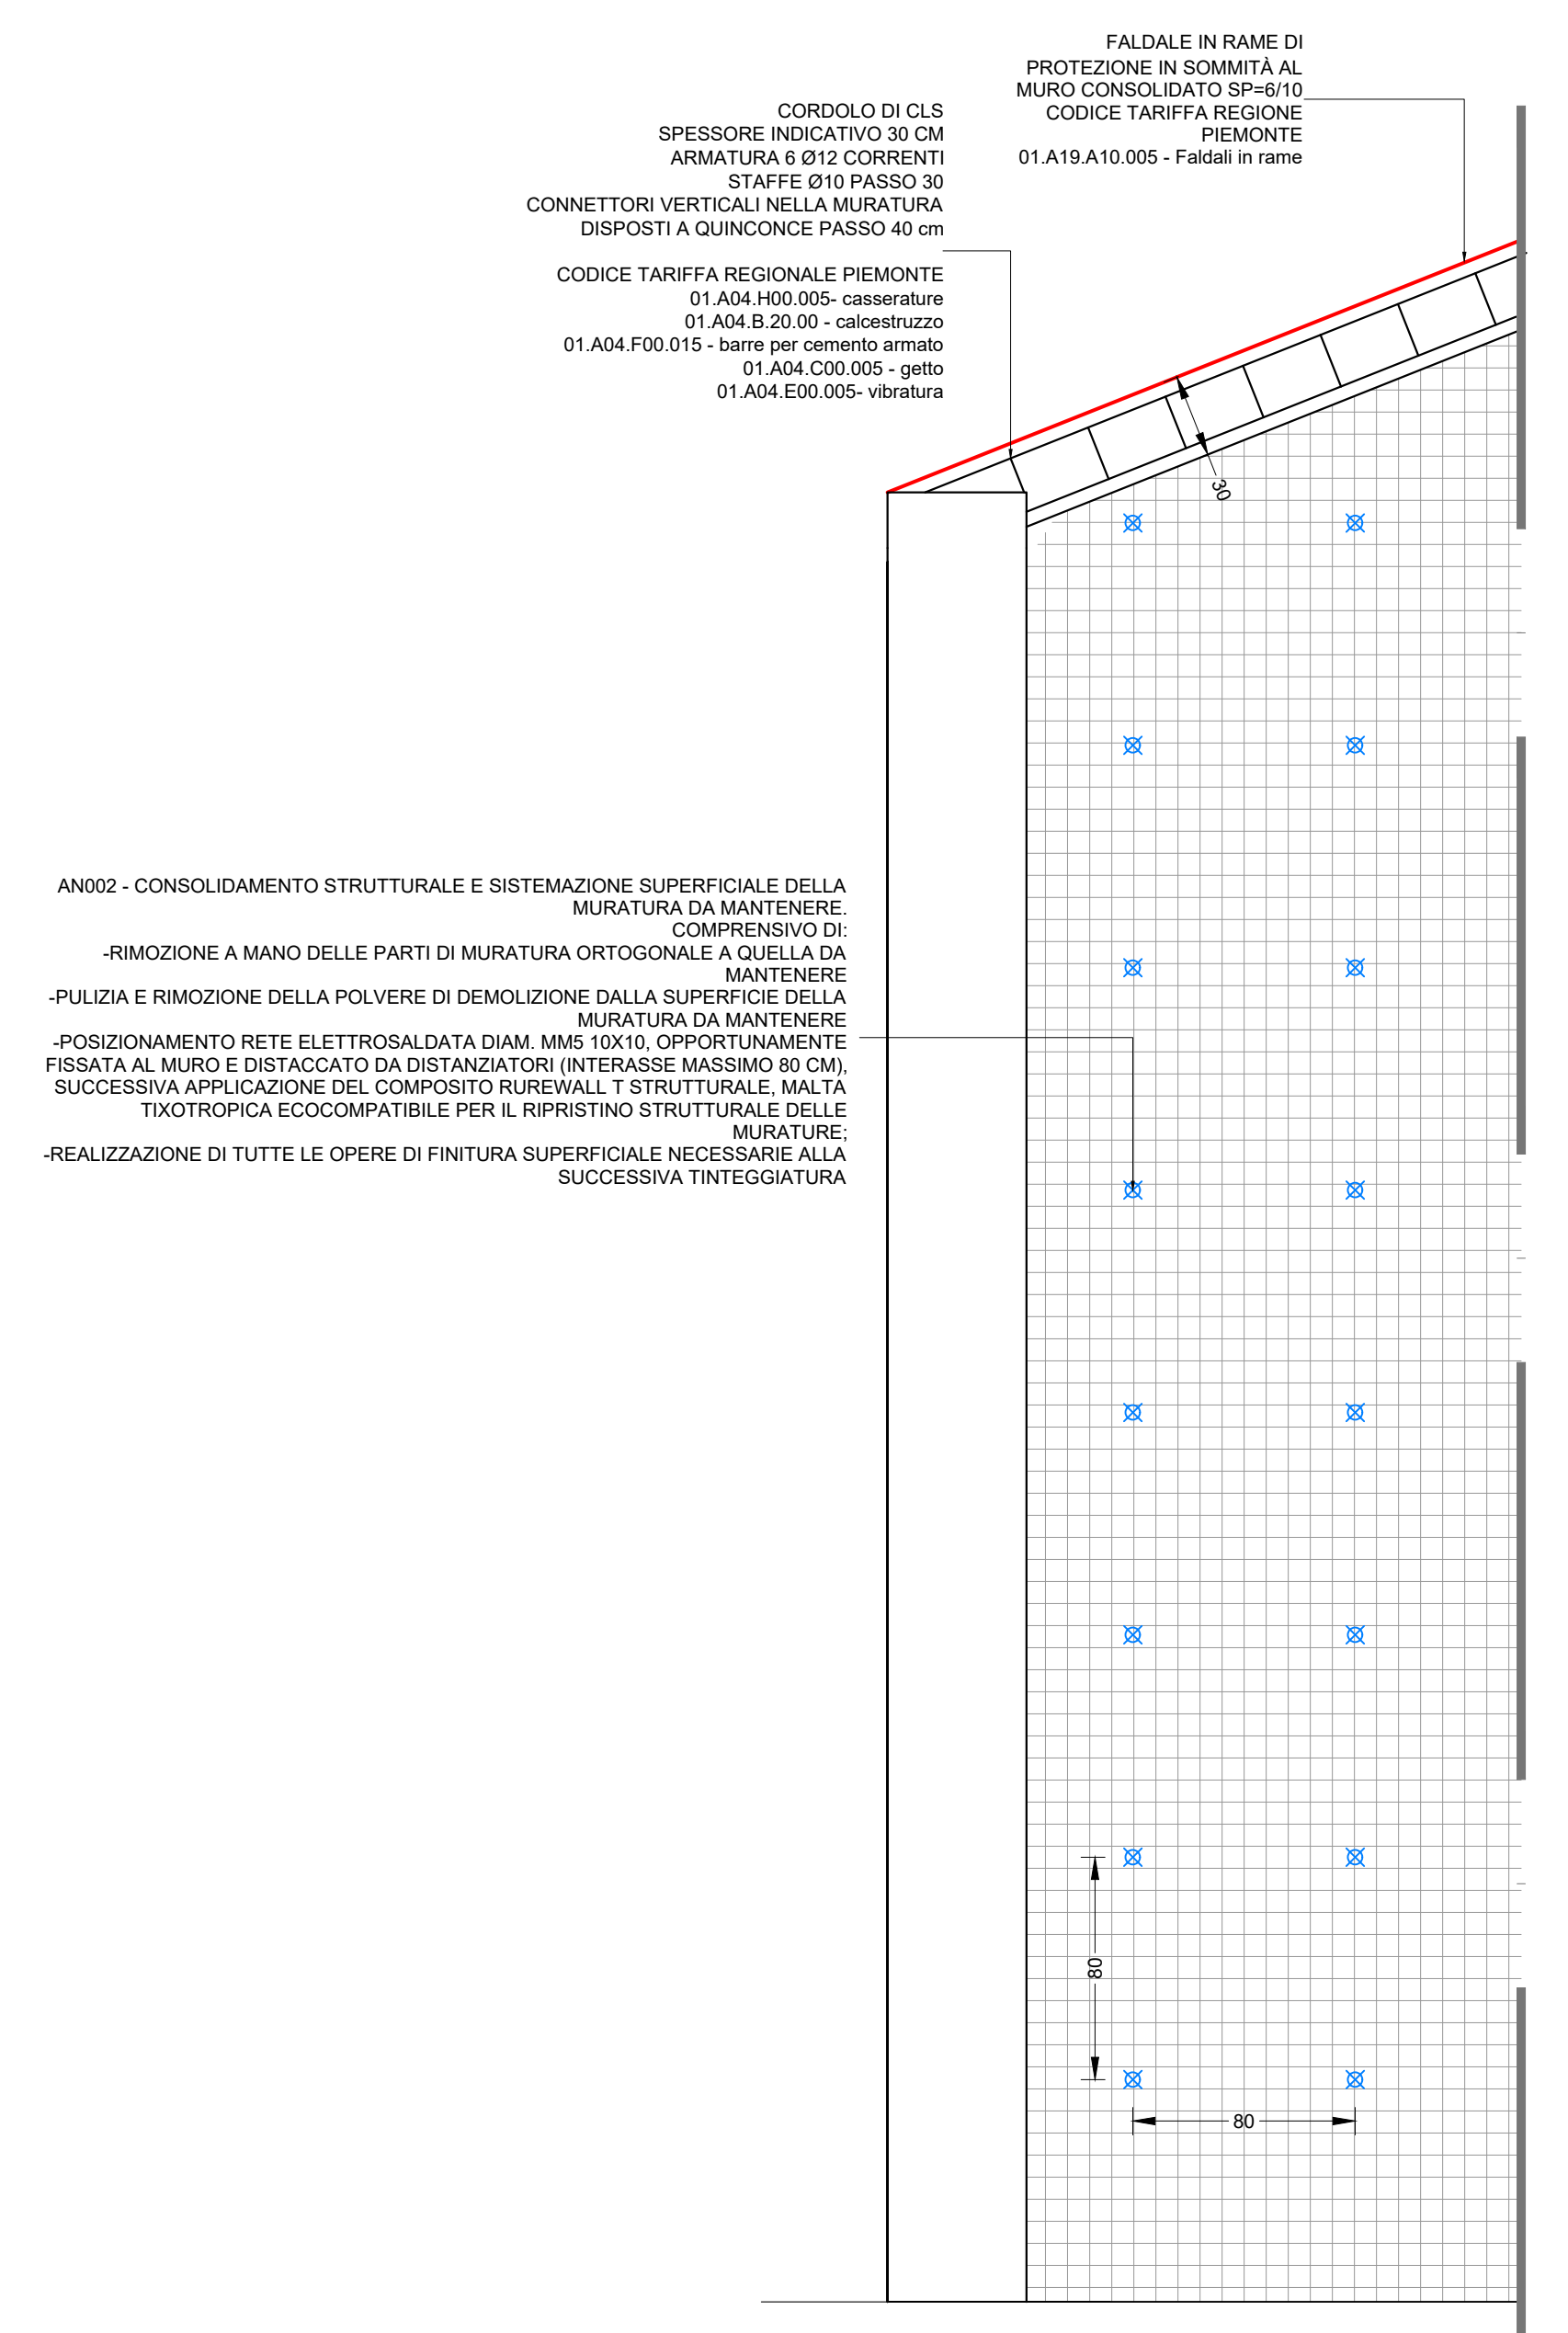 FALDALE IN RAME DI
PROTEZIONE IN SOMMITÀ AL
MURO CONSOLIDATO SP=6/10
CODICE TARIFFA REGIONE
PIEMONTE
01.A19.A10.005 - Faldali in rame
CORDOLO DI CLS
SPESSORE INDICATIVO 30 CM
ARMATURA 6 Ø12 CORRENTI
STAFFE Ø10 PASSO 30
CONNETTORI VERTICALI NELLA MURATURA
DISPOSTI A QUINCONCE PASSO 40 cm
CODICE TARIFFA REGIONALE PIEMONTE
01.A04.H00.005- casserature
01.A04.B.20.00 - calcestruzzo
01.A04.F00.015 - barre per cemento armato
01.A04.C00.005 - getto
01.A04.E00.005- vibratura
30
AN002 - CONSOLIDAMENTO STRUTTURALE E SISTEMAZIONE SUPERFICIALE DELLA
MURATURA DA MANTENERE.
COMPRENSIVO DI:
-RIMOZIONE A MANO DELLE PARTI DI MURATURA ORTOGONALE A QUELLA DA
MANTENERE
-PULIZIA E RIMOZIONE DELLA POLVERE DI DEMOLIZIONE DALLA SUPERFICIE DELLA
MURATURA DA MANTENERE
-POSIZIONAMENTO RETE ELETTROSALDATA DIAM. MM5 10X10, OPPORTUNAMENTE
FISSATA AL MURO E DISTACCATO DA DISTANZIATORI (INTERASSE MASSIMO 80 CM),
SUCCESSIVA APPLICAZIONE DEL COMPOSITO RUREWALL T STRUTTURALE, MALTA
TIXOTROPICA ECOCOMPATIBILE PER IL RIPRISTINO STRUTTURALE DELLE
MURATURE;
-REALIZZAZIONE DI TUTTE LE OPERE DI FINITURA SUPERFICIALE NECESSARIE ALLA
SUCCESSIVA TINTEGGIATURA
80
80